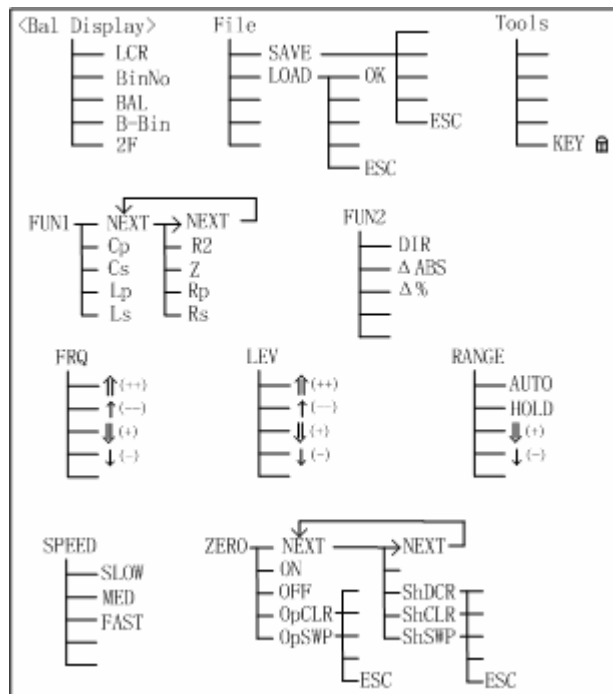 <Bal Display>
LCR
BinNo
BAL
B-Bin
2F
File
SAVE
LOAD
OK
ESC
ESC
Tools
KEY
FUN1
NEXT
Cp
Cs
Lp
Ls
NEXT
R2
Z
Rp
Rs
FUN2
DIR
Δ ABS
Δ %
FRQ
⇑(++)
↑(--)
⇓(+)
↓(-)
LEV
⇑(++)
↑(--)
⇓(+)
↓(-)
RANGE
AUTO
HOLD
⇓(+)
↓(-)
SPEED
SLOW
MED
FAST
ZERO
NEXT
ON
OFF
OpCLR
OpSWP
ESC
NEXT
ShDCR
ShCLR
ShSWP
ESC